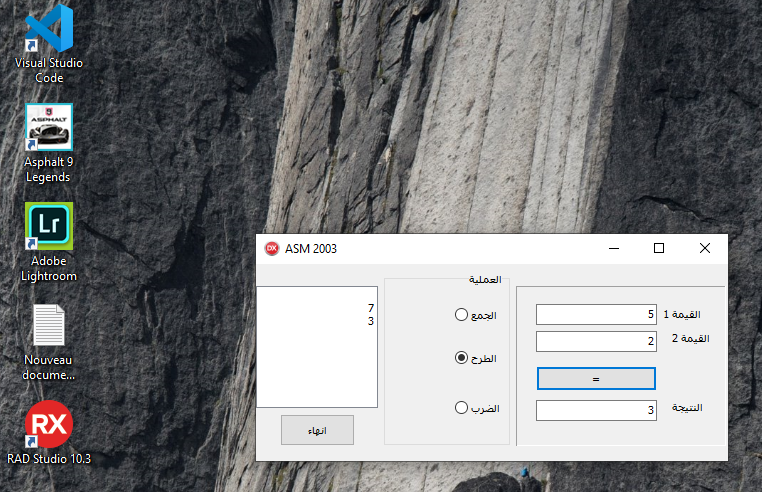 Visual Studio
Code
ASPHALT
9
Asphalt 9
Legends
Lr
Adobe
Lightroom
Nouveau
docume...
RX
RAD Studio 10.3
DX
ASM 2003
7
3
انهاء
العملية
الجمع
الطرح
الضرب
القيمة 1
5
القيمة 2
2
=
النتيجة
3